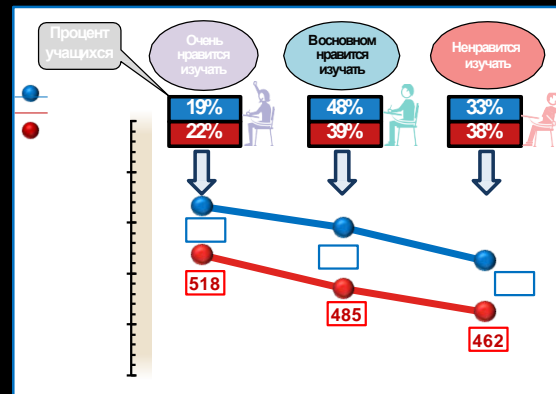 Процент
учащихся
Очень
нравится
изучать
Восновном
нравится
изучать
Ненравится
изучать
19%
48%
33%
22%
39%
38%
518
485
462